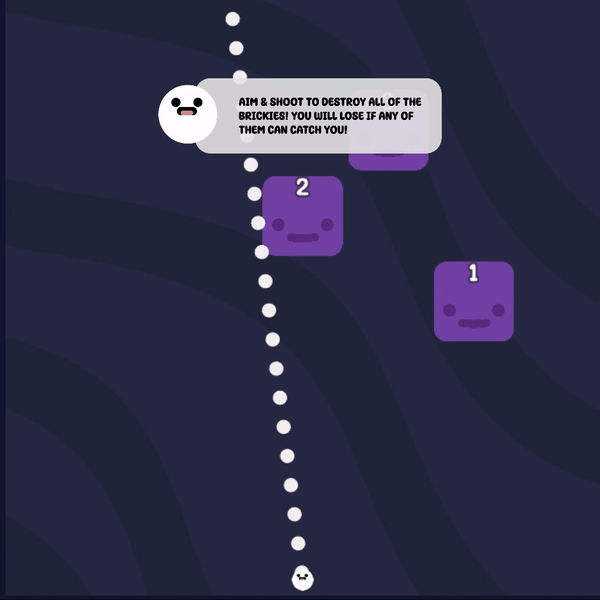 AIM & SHOOT TO DESTROY ALL OF THE
BRICKIES! YOU WILL LOSE IF ANY OF
THEM CAN CATCH YOU!
2
1